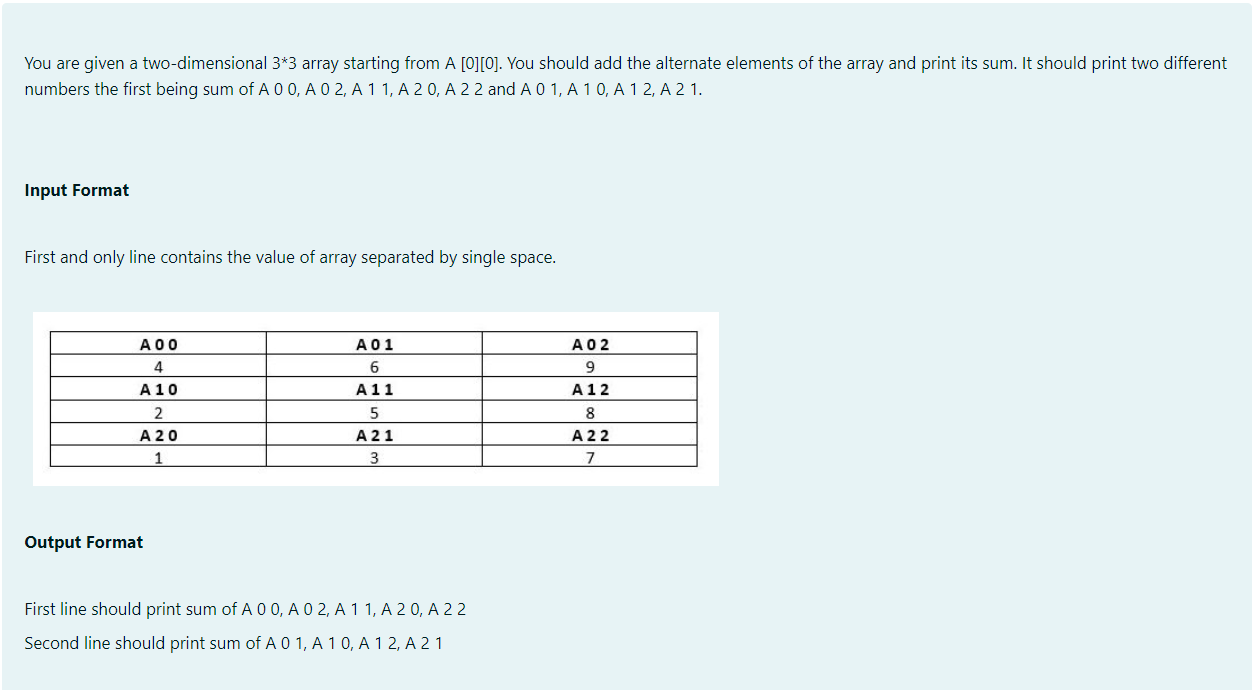 You are given a two-dimensional 3*3 array starting from A [0][0]. You should add the alternate elements of the array and print its sum. It should print two different
numbers the first being sum of A 0 0, A 0 2, A 1 1, A 2 0, A 2 2 and A 0 1, A 1 0, A 1 2, A 2 1.
Input Format
First and only line contains the value of array separated by single space.
A 0 0 A 0 1 A 0 2
4 6 9
A 1 0 A 1 1 A 1 2
2 5 8
A 2 0 A 2 1 A 2 2
1 3 7
Output Format
First line should print sum of A 0 0, A 0 2, A 1 1, A 2 0, A 2 2
Second line should print sum of A 0 1, A 1 0, A 1 2, A 2 1